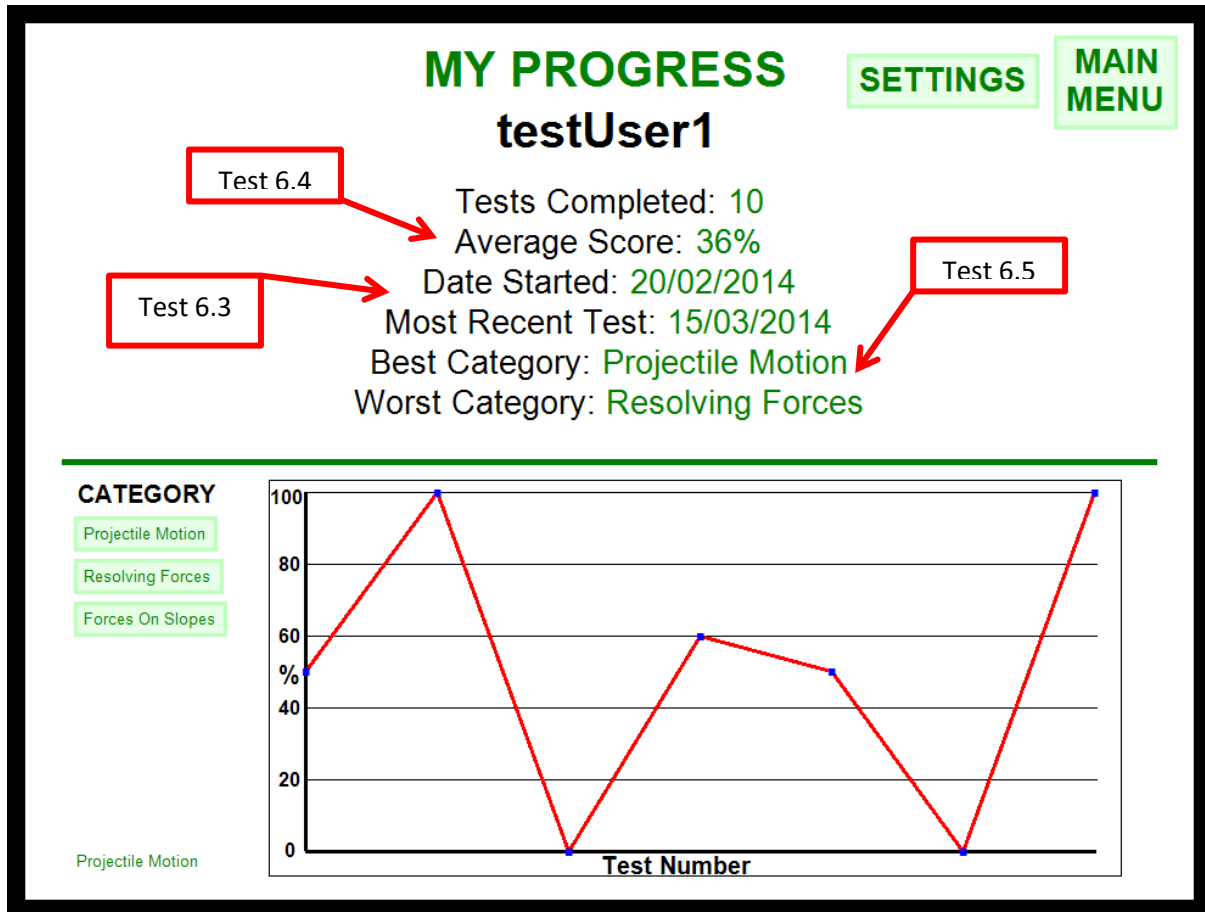 MY PROGRESS
SETTINGS
MAIN
MENU
testUser1
Test 6.4
Tests Completed: 10
Average Score: 36%
Test 6.5
Date Started: 20/02/2014
Test 6.3
Most Recent Test: 15/03/2014
Best Category: Projectile Motion
Worst Category: Resolving Forces
CATEGORY
Projectile Motion
Resolving Forces
Forces On Slopes
Projectile Motion
100
80
60
%
40
20
0
Test Number